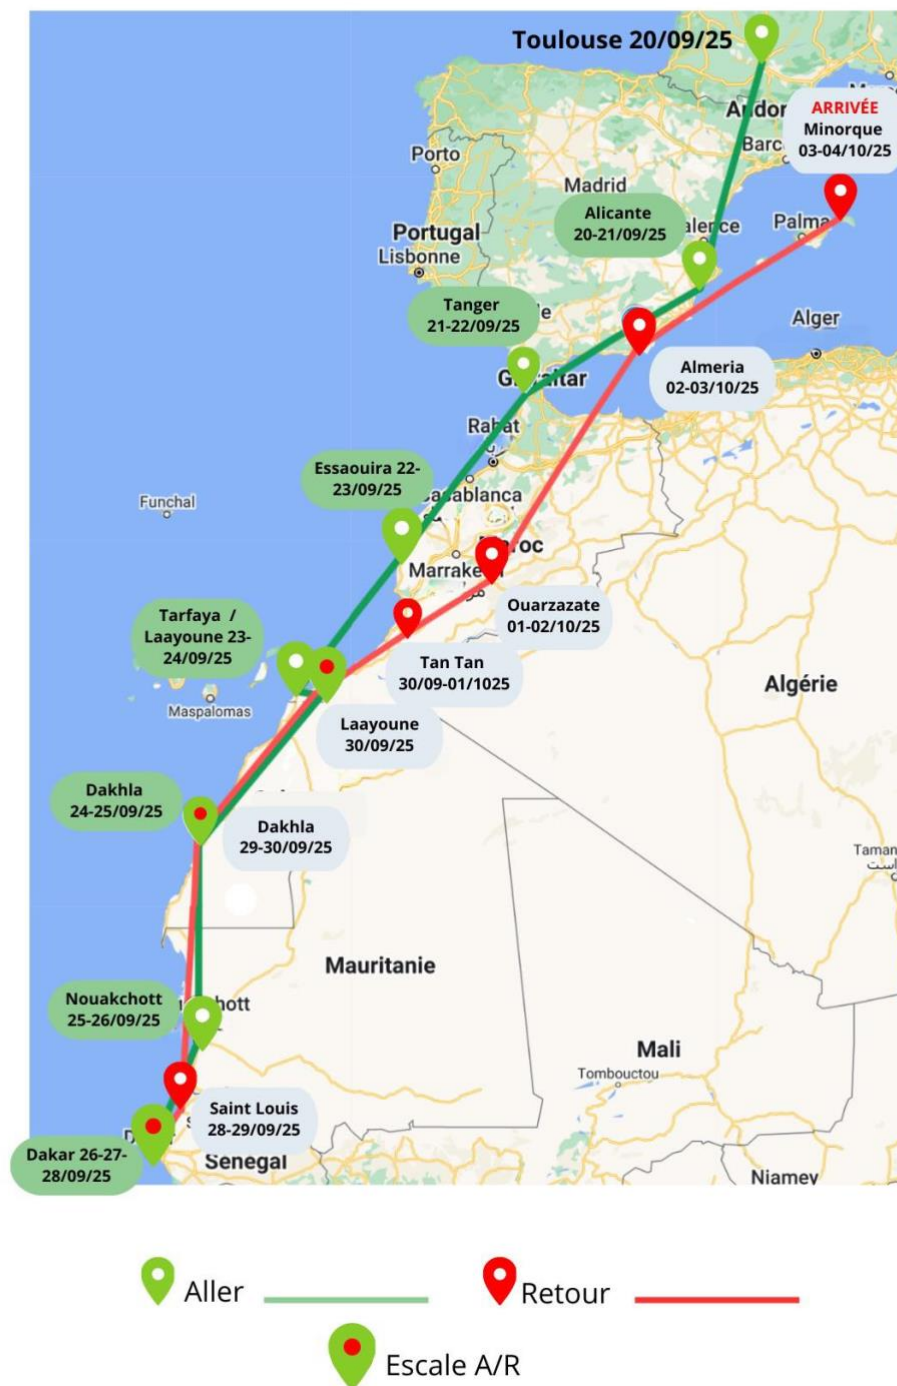 Toulouse 20/09/25
ARRIVÉE
Minorque
03-04/10/25
Porto
Madrid
Alicante
20-21/09/25
Palma
Portugal
Lisbonne
Tanger
21-22/09/25
Alger
Almeria
02-03/10/25
Rabat
Essaouira 22-
23/09/25
Funchal
Maroc
Ouarzazate
01-02/10/25
Tarfaya /
Laayoune 23-
24/09/25
Tan Tan
30/09-01/1025
Algérie
Maspalomas
Laayoune
30/09/25
Dakhla
24-25/09/25
Dakhla
29-30/09/25
Mauritanie
Nouakchott
25-26/09/25
Mali
Tombouctou
Saint Louis
28-29/09/25
Dakar 26-27-
28/09/25
Senegal
Niamey
Aller
Retour
Escale A/R